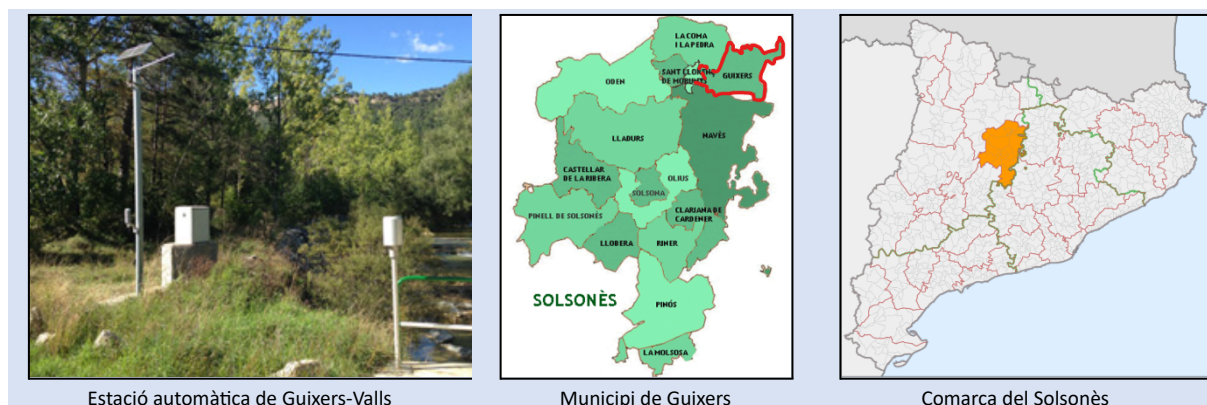 LA COMA
I LA PEDRA
ODEN
SANT LLORENÇ
DE MORUNYS
GUIXERS
LLADURS
NAVÈS
CASTELLAR
DE LA RIBERA
OLIUS
SOLSONA
PINELL DE SOLSONÈS
CLARIANA DE
CARDENER
LLOBERA
RINER
SOLSONÈS
PINÓS
LA MOLSOSA
Estació automàtica de Guixers-Valls
Municipi de Guixers
Comarca del Solsonès